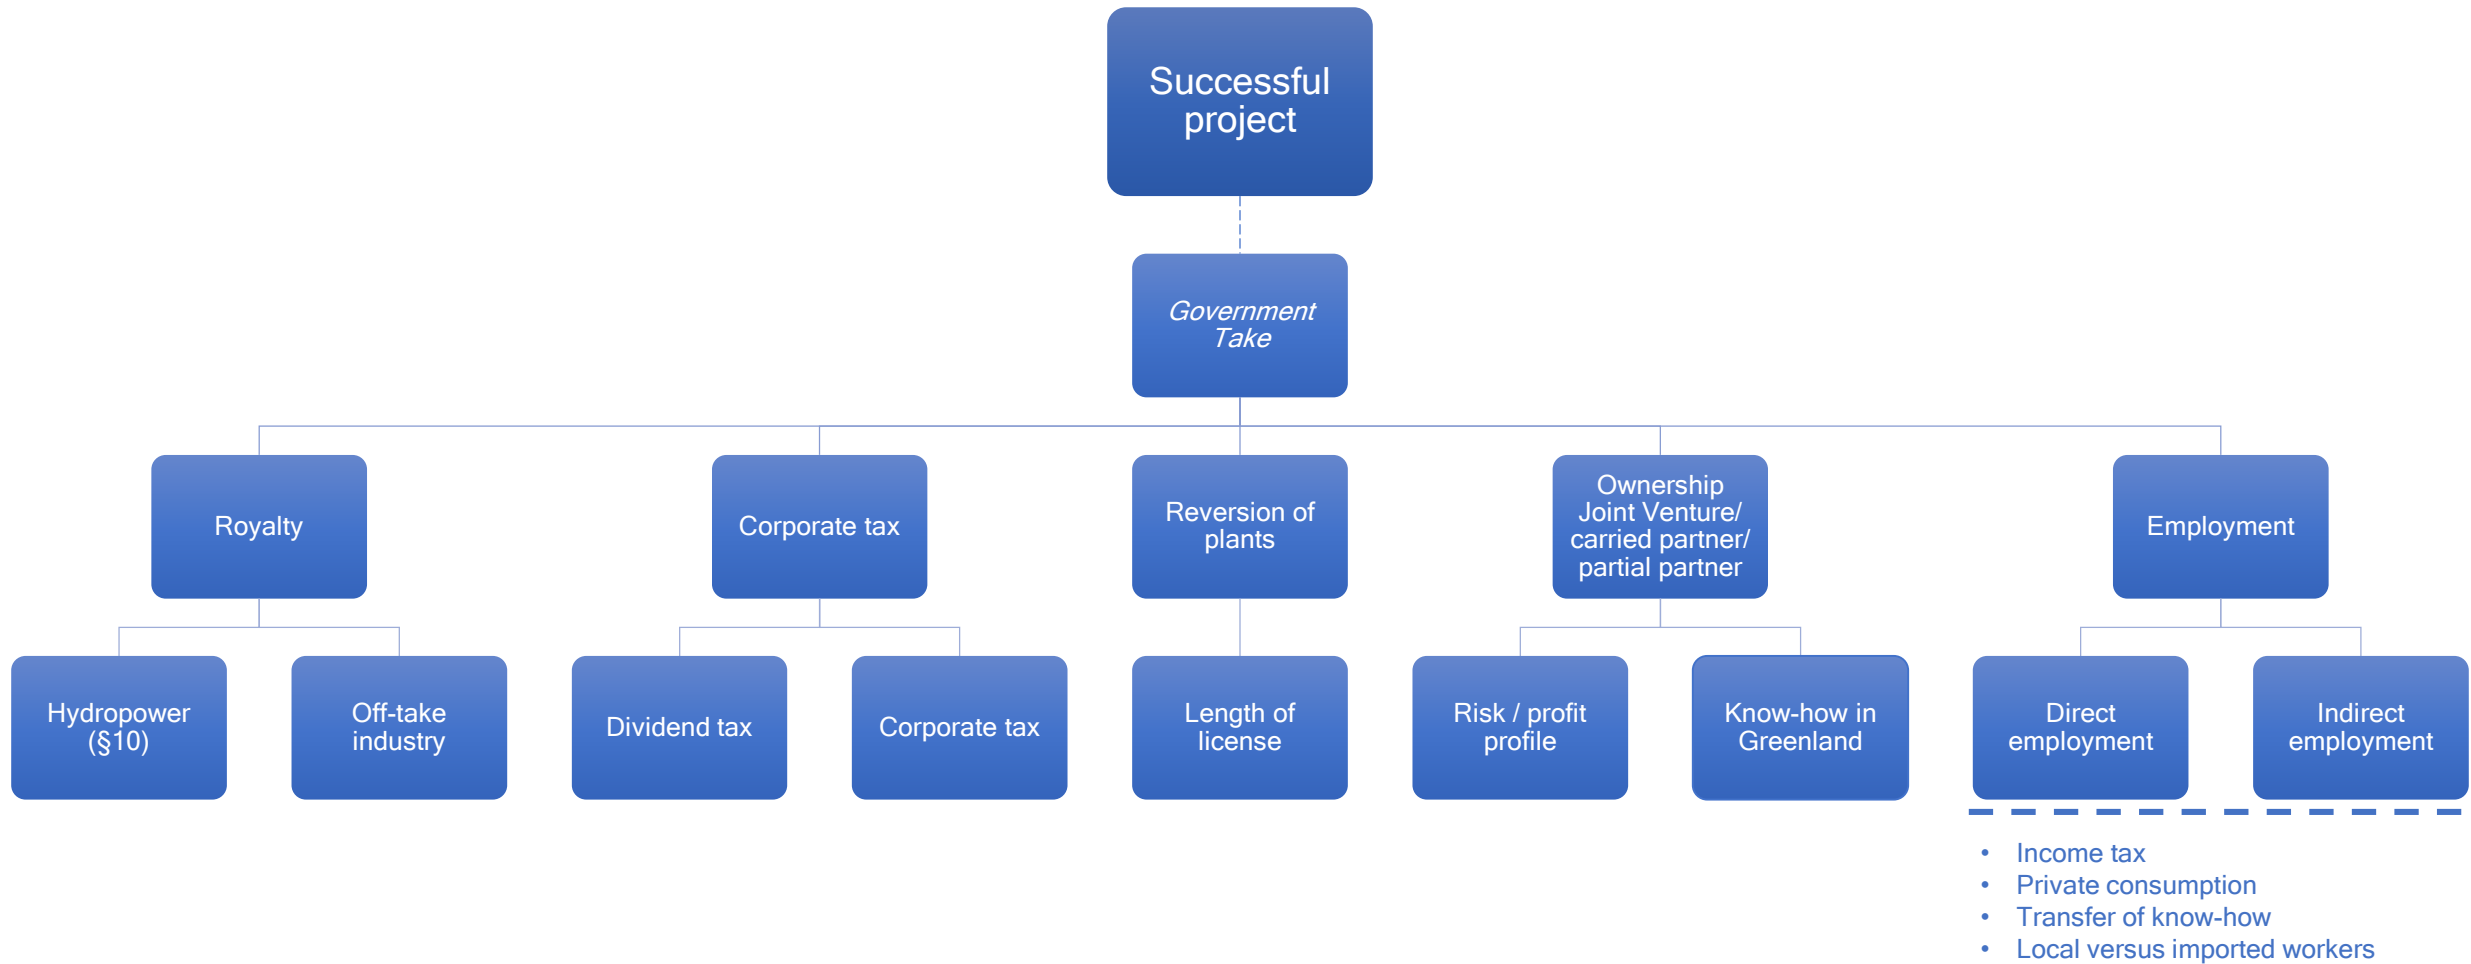 Successful
project
Government
Take
Royalty
Corporate tax
Reversion of
plants
Ownership
Joint Venture/
carried partner/
partial partner
Employment
Hydropower
(§10)
Off-take
industry
Dividend tax
Corporate tax
Length of
license
Risk / profit
profile
Know-how in
Greenland
Direct
employment
Indirect
employment
• Income tax
• Private consumption
• Transfer of know-how
• Local versus imported workers